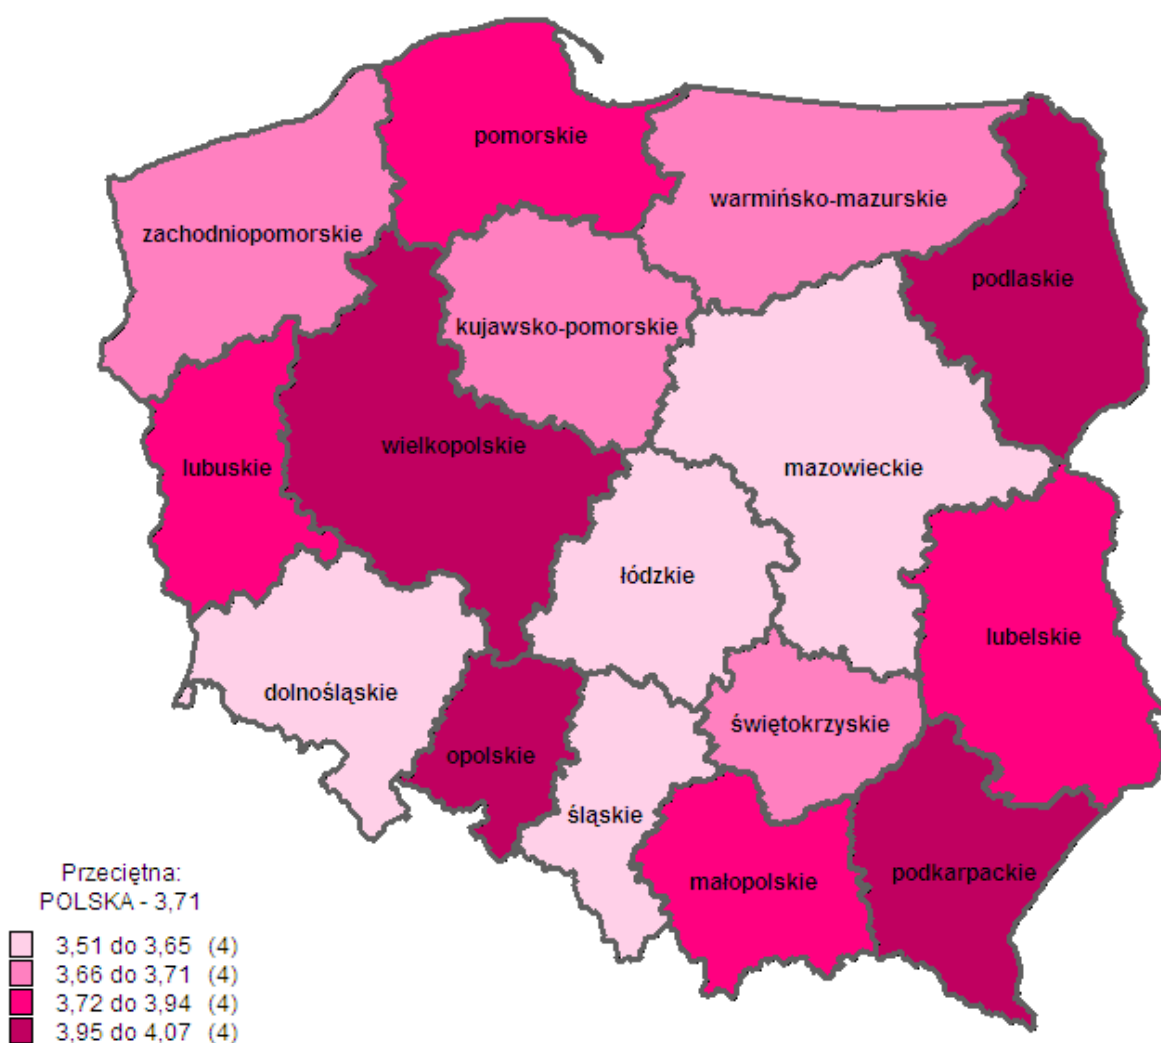 pomorskie
warmińsko-mazurskie
zachodniopomorskie
podlaskie
kujawsko-pomorskie
wielkopolskie
lubuskie
mazowieckie
łódzkie
lubelskie
dolnośląskie
świętokrzyskie
opolskie
śląskie
małopolskie
podkarpackie
Przeciętna:
POLSKA - 3,71
3,51 do 3,65 (4)
3,66 do 3,71 (4)
3,72 do 3,94 (4)
3,95 do 4,07 (4)